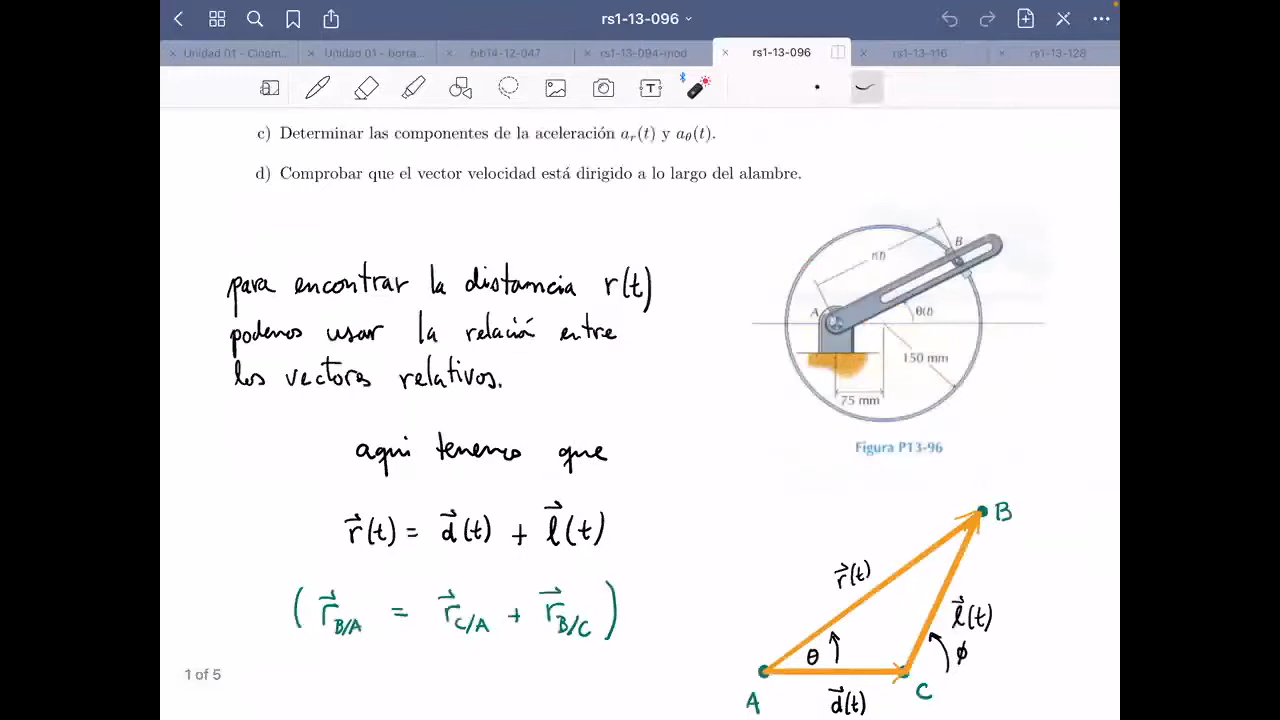 rs1-13-096
Unidad 01 - Cinem...
Unidad 01 - borra...
bib14-12-047
rs1-13-094-mod
rs1-13-096
rs1-13-116
rs1-13-128
c) Determinar las componentes de la aceleración aᵣ(t) y a_θ(t).
d) Comprobar que el vector velocidad está dirigido a lo largo del alambre.
para encontrar la distancia r(t)
podemos usar la relación entre
los vectores relativos.
aqui tenemos que
r⃗(t) = d⃗(t) + l⃗(t)
( r⃗_B/A = r⃗_C/A + r⃗_B/C )
r(t)
B
A
θ(t)
150 mm
75 mm
Figura P13-96
B
r⃗(t)
l⃗(t)
θ
ϕ
A
d⃗(t)
C
1 of 5